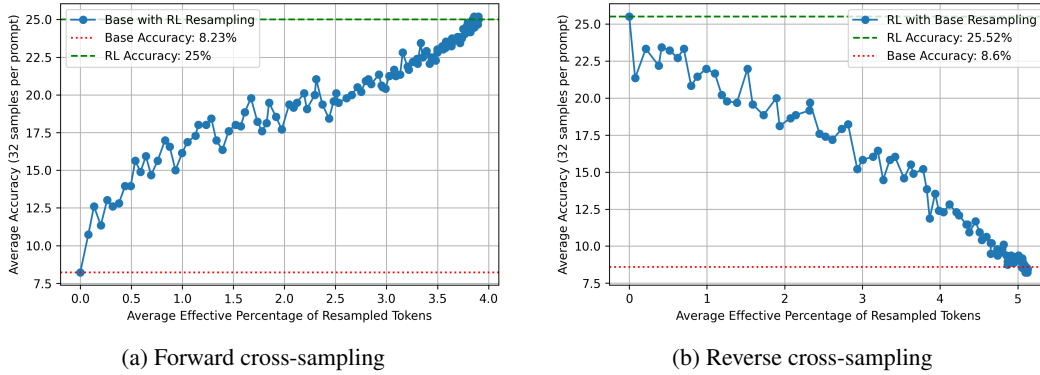 Average Accuracy (32 samples per prompt)
25.0
22.5
20.0
17.5
15.0
12.5
10.0
7.5
Base with RL Resampling
Base Accuracy: 8.23%
RL Accuracy: 25%
0.0 0.5 1.0 1.5 2.0 2.5 3.0 3.5 4.0
Average Effective Percentage of Resampled Tokens
(a) Forward cross-sampling
Average Accuracy (32 samples per prompt)
25.0
22.5
20.0
17.5
15.0
12.5
10.0
7.5
RL with Base Resampling
RL Accuracy: 25.52%
Base Accuracy: 8.6%
0 1 2 3 4 5
Average Effective Percentage of Resampled Tokens
(b) Reverse cross-sampling